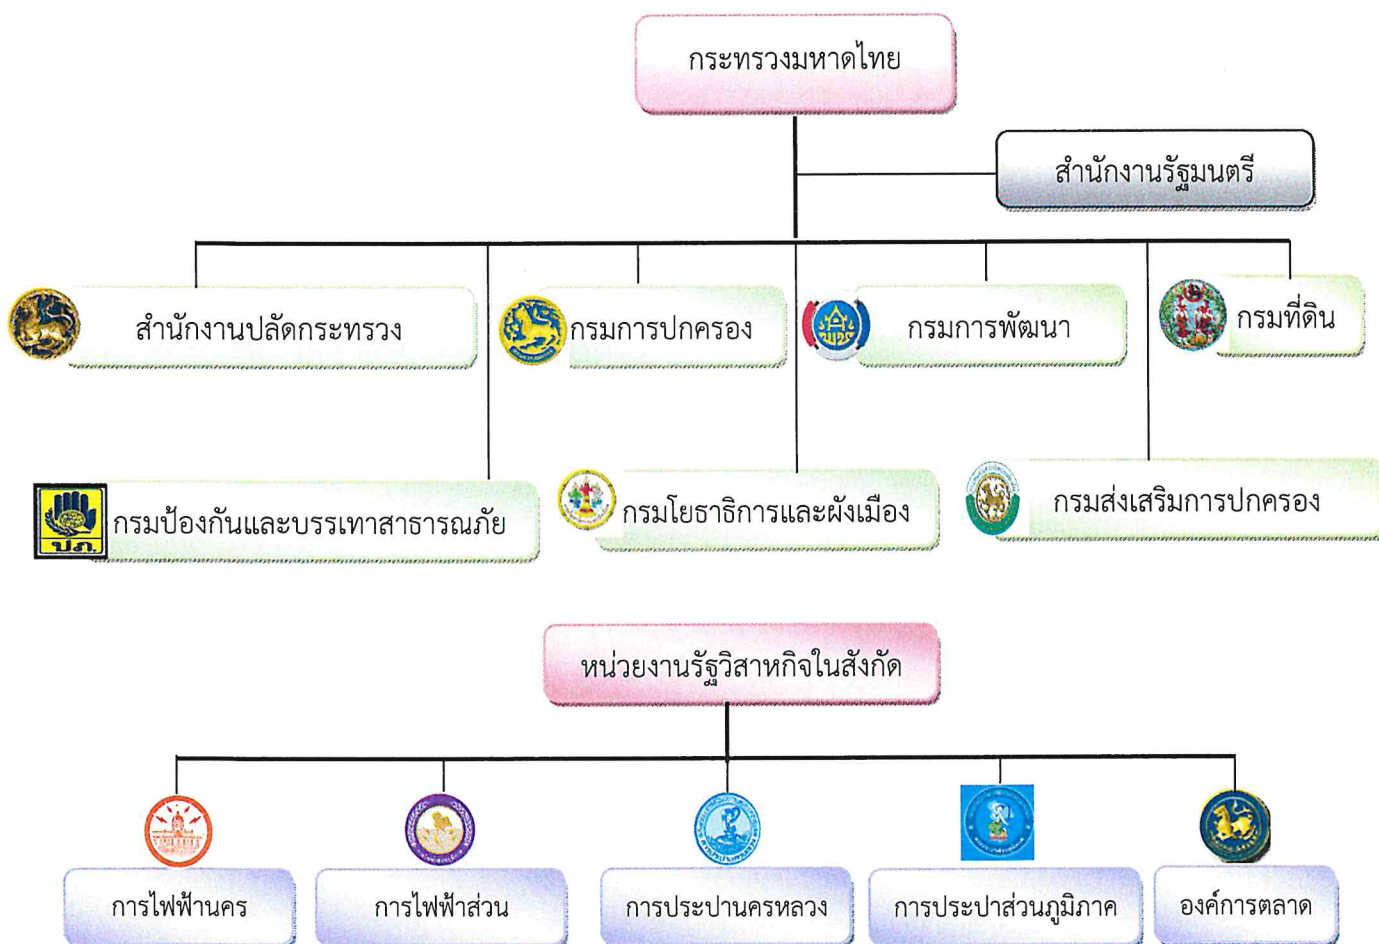 กระทรวงมหาดไทย
สำนักงานรัฐมนตรี
สำนักงานปลัดกระทรวง
กรมการปกครอง
กรมการพัฒนา
กรมที่ดิน
ปภ.
กรมป้องกันและบรรเทาสาธารณภัย
กรมโยธาธิการและผังเมือง
กรมส่งเสริมการปกครอง
หน่วยงานรัฐวิสาหกิจในสังกัด
การไฟฟ้านคร
การไฟฟ้าส่วน
การประปานครหลวง
การประปาส่วนภูมิภาค
องค์การตลาด